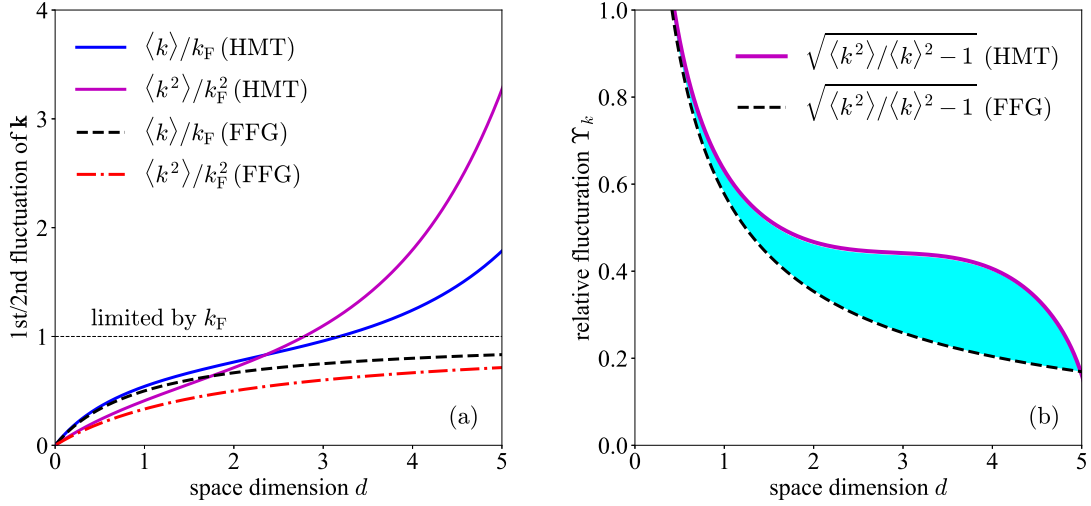 4
3
2
1
0
0
1
2
3
4
5
1st/2nd fluctuation of k
space dimension d
⟨k⟩/k_F (HMT)
⟨k²⟩/k_F² (HMT)
⟨k⟩/k_F (FFG)
⟨k²⟩/k_F² (FFG)
limited by k_F
(a)
1.0
0.8
0.6
0.4
0.2
0.0
0
1
2
3
4
5
relative flucturation Υ_k
space dimension d
√⟨k²⟩/⟨k⟩² − 1 (HMT)
√⟨k²⟩/⟨k⟩² − 1 (FFG)
(b)